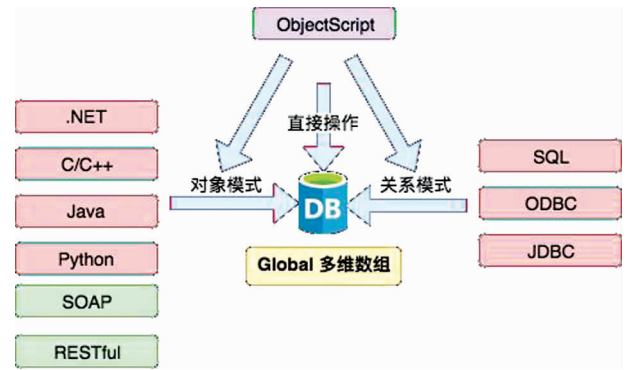 ObjectScript
直接操作
.NET
C/C++
Java
Python
SOAP
RESTful
对象模式
DB
关系模式
Global 多维数组
SQL
ODBC
JDBC